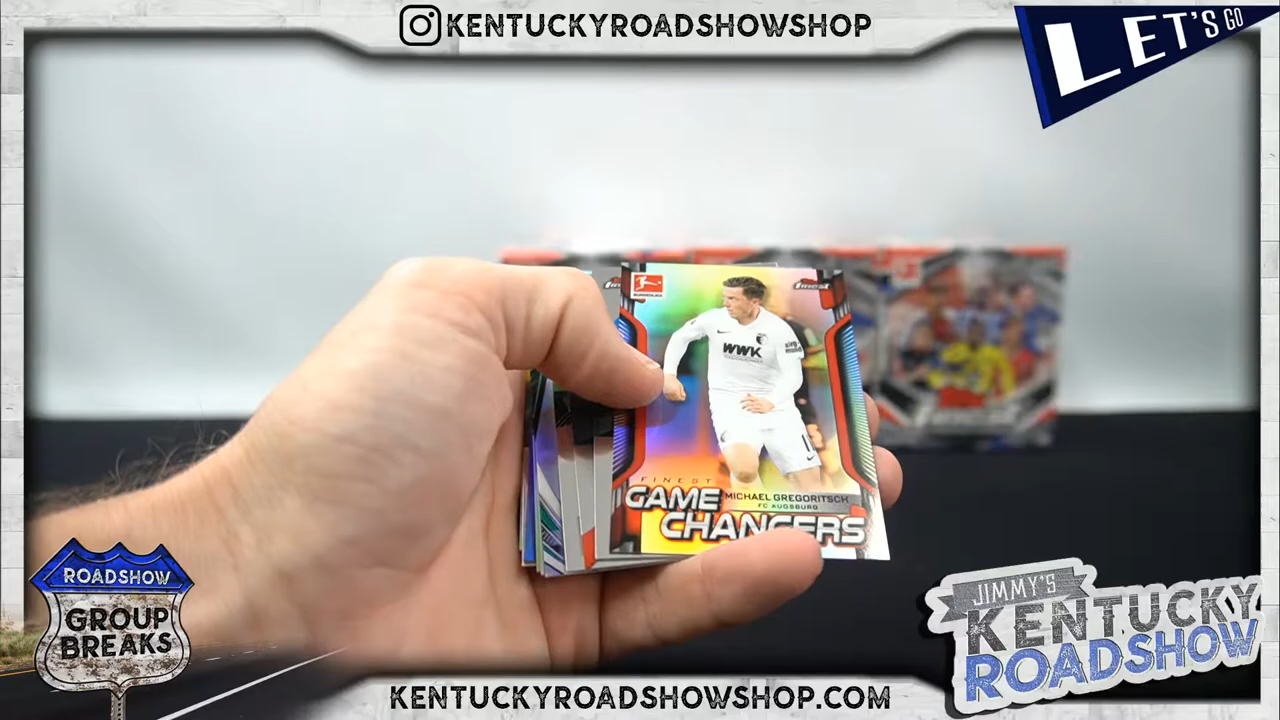 KENTUCKYROADSHOWSHOP
LET'S GO
BUNDESLIGA
finest
WWK
FINEST
GAME
CHANGERS
MICHAEL GREGORITSCH
FC AUGSBURG
ROADSHOW
GROUP
BREAKS
JIMMY'S
KENTUCKY
ROADSHOW
KENTUCKYROADSHOWSHOP.COM